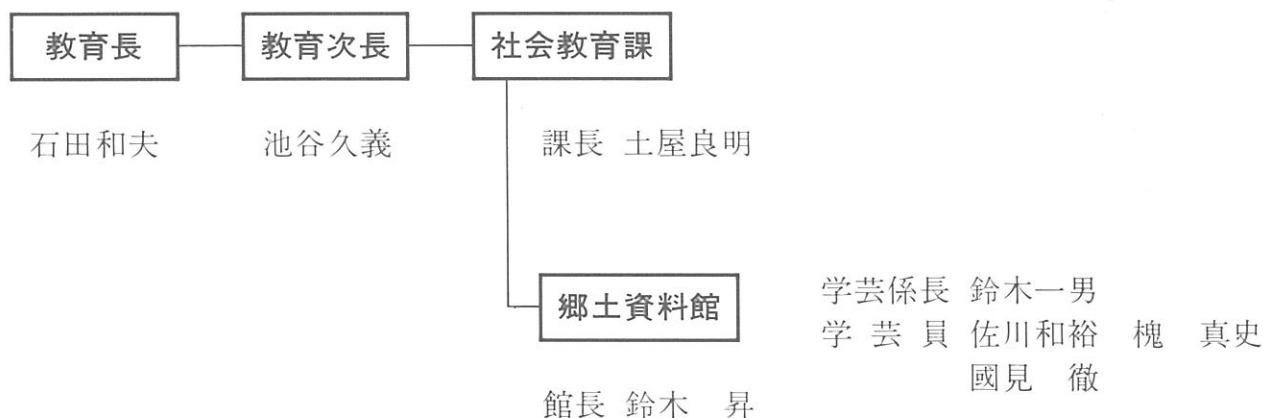 教育長 教育次長 社会教育課
石田和夫 池谷久義 課長 土屋良明
郷土資料館
館長 鈴木　昇
学芸係長 鈴木一男
学芸員 佐川和裕　槐　真史
國見　徹